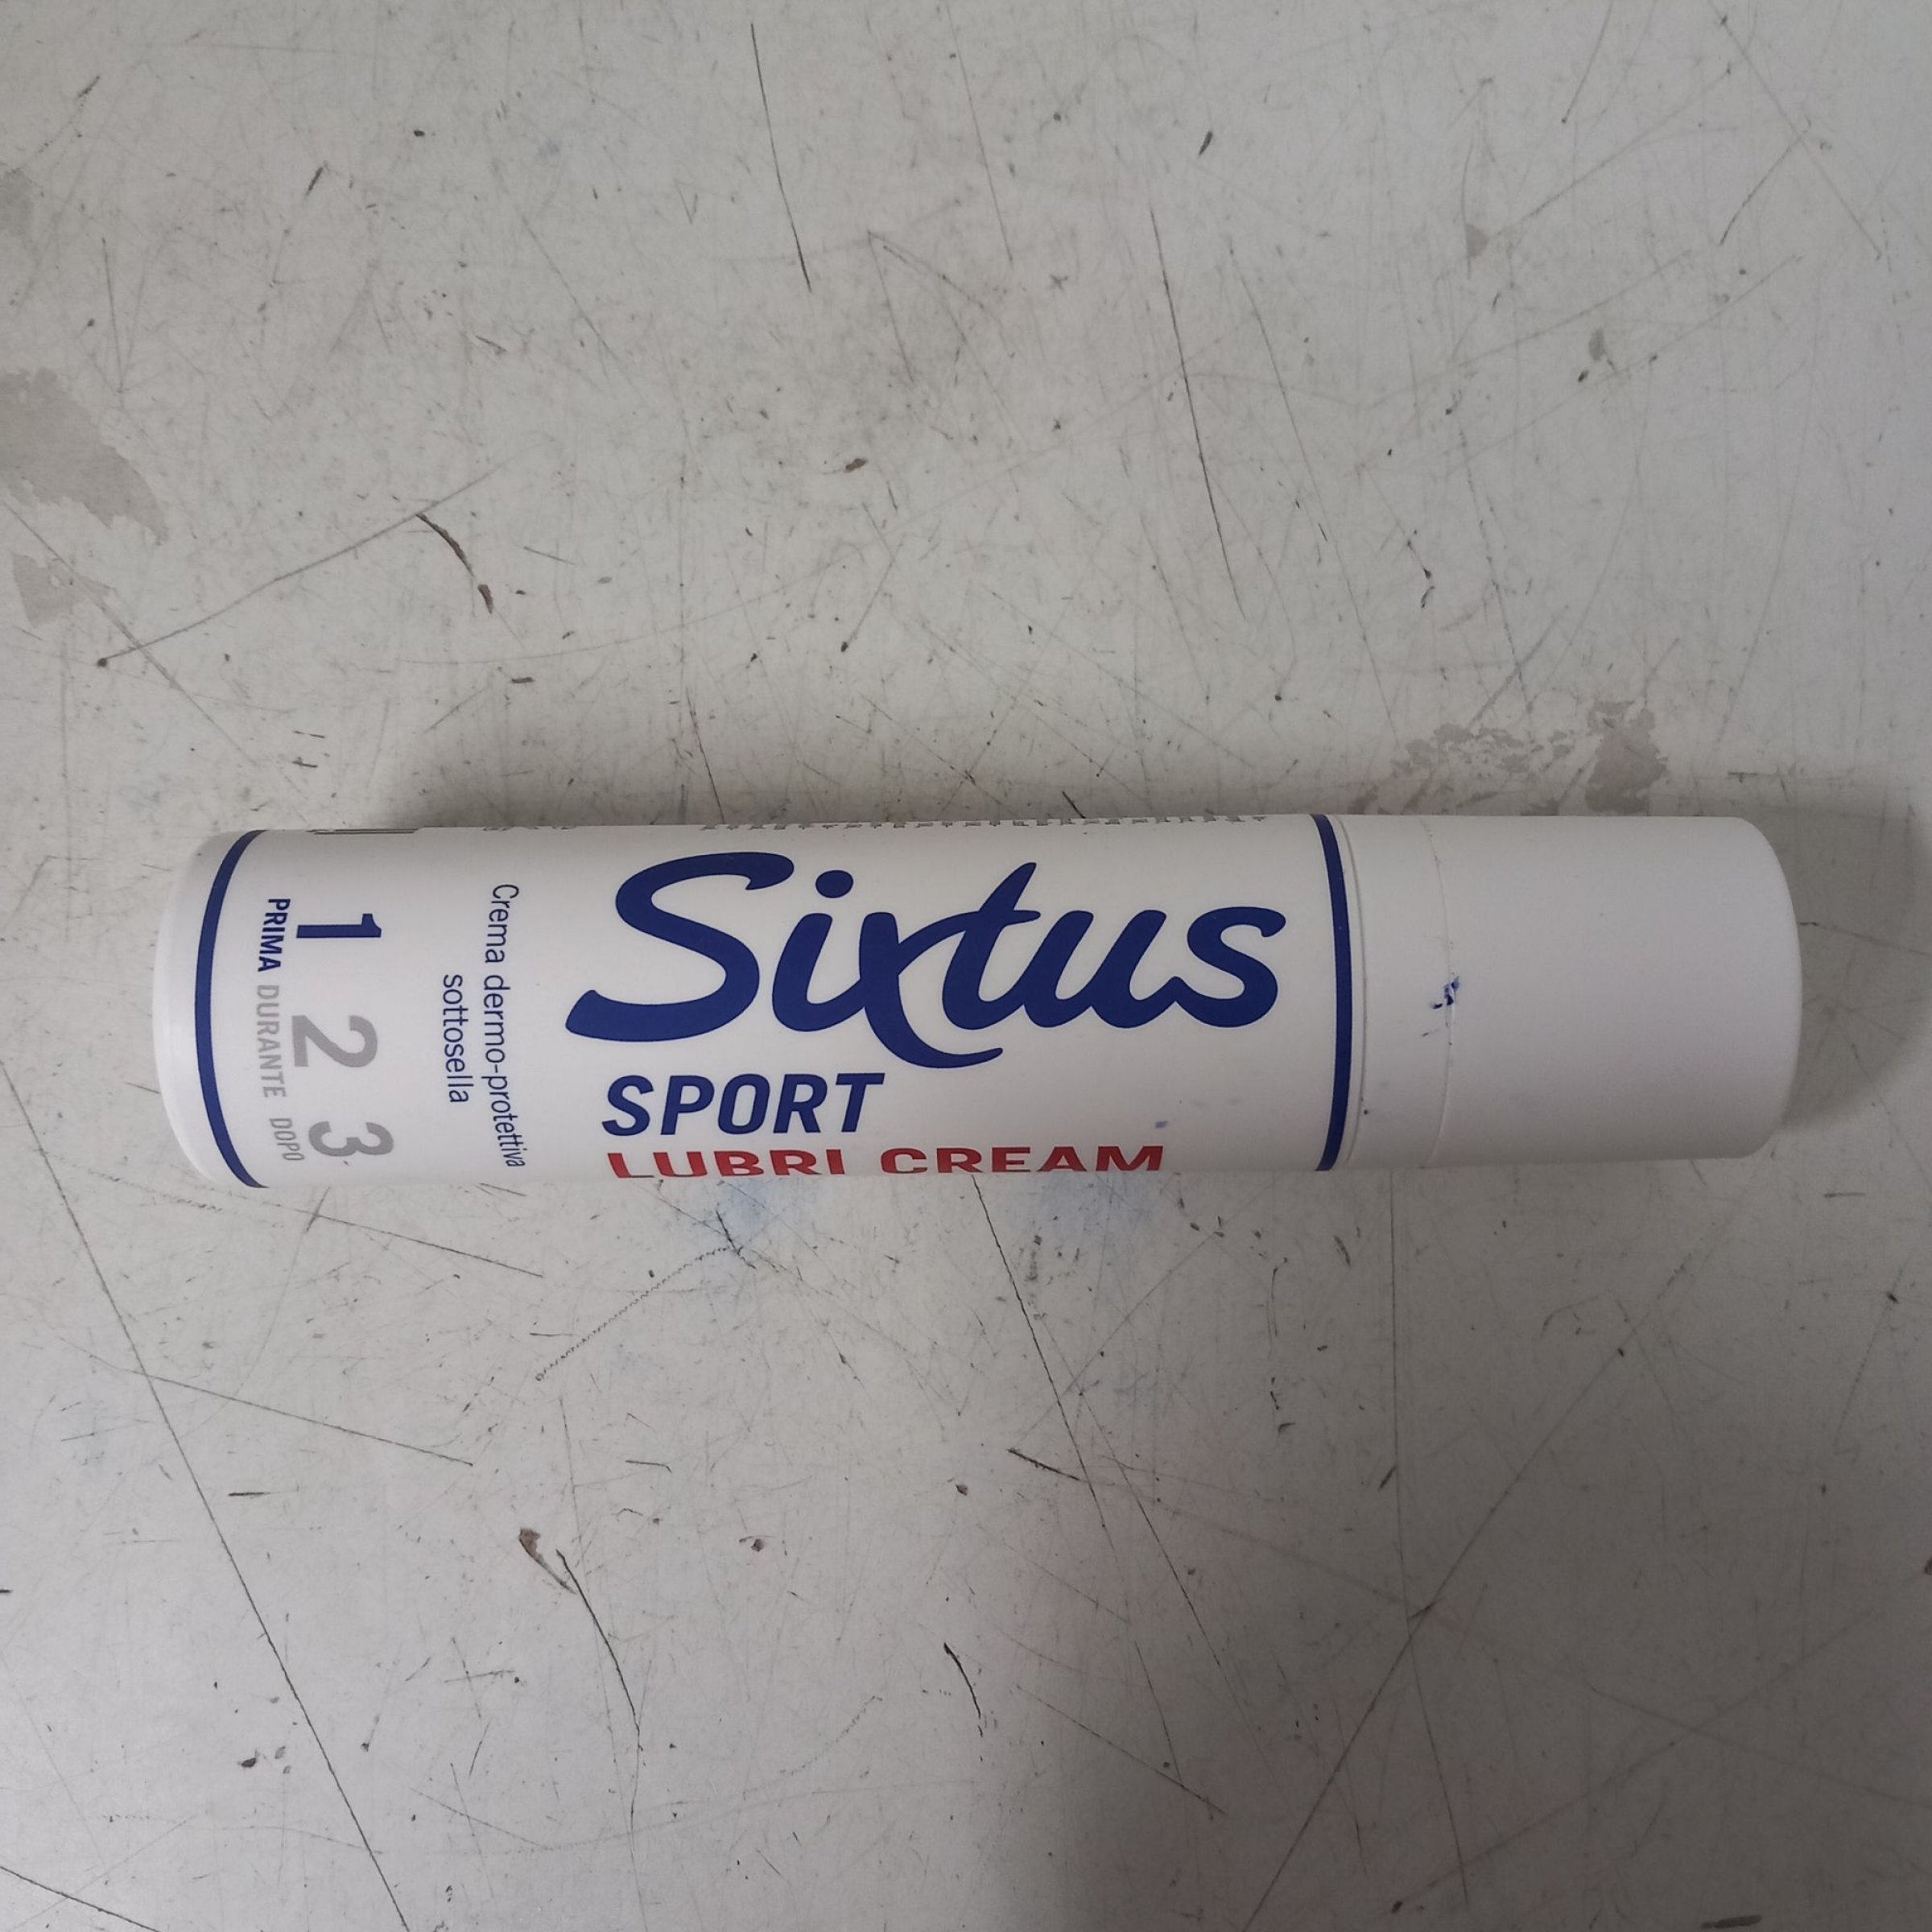 Sixtus
SPORT
LUBRI CREAM
Crema dermo-protettiva
sottosella
1 2 3
PRIMA DURANTE DOPO